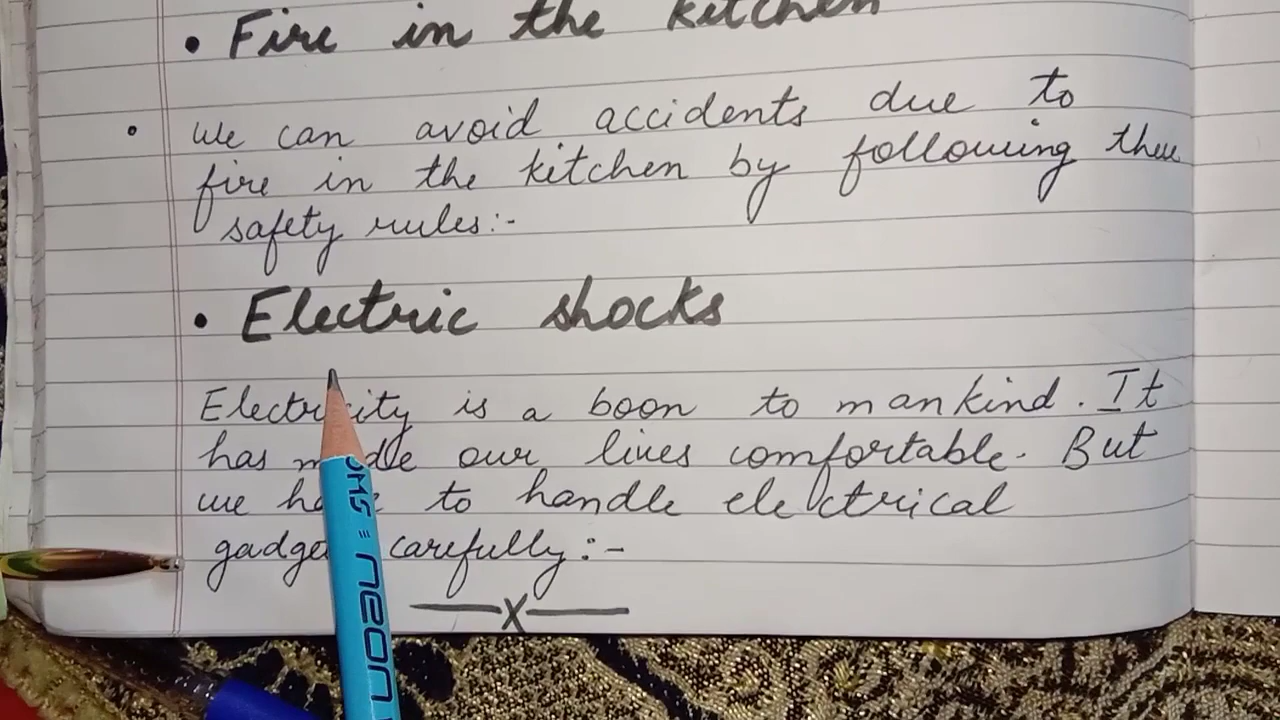 • Fire in the kitchen
• We can avoid accidents due to
fire in the kitchen by following these
safety rules:-
• Electric shocks
Electricity is a boon to mankind. It
has made our lives comfortable. But
we have to handle electrical
gadge carefully:-
—x—
OMS neon